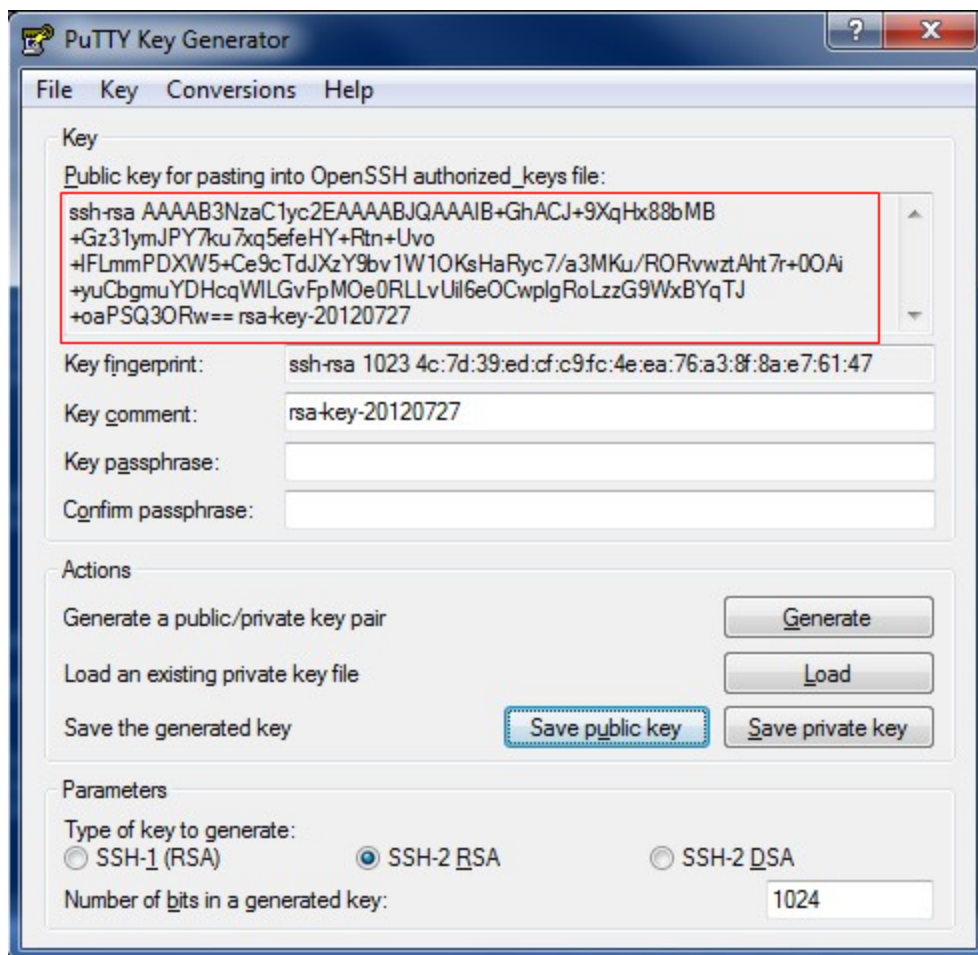 PuTTY Key Generator
File Key Conversions Help
Key
Public key for pasting into OpenSSH authorized_keys file:
ssh-rsa AAAAB3NzaC1yc2EAAAABJQAAAIB+GhACJ+9XqHx88bMB
+Gz31ymJPY7ku7xq5efeHY+Rtn+Uvo
+IFLmmPDXW5+Ce9cTdJXzY9bv1W1OKsHaRyc7/a3MKu/RORvwztAht7r+0OAi
+yuCbgmuYDHcqWILGvFpMOe0RLLvUil6eOCwplgRoLzzG9WxBYqTJ
+oaPSQ3ORw== rsa-key-20120727
Key fingerprint: ssh-rsa 1023 4c:7d:39:ed:cf:c9:fc:4e:ea:76:a3:8f:8a:e7:61:47
Key comment: rsa-key-20120727
Key passphrase:
Confirm passphrase:
Actions
Generate a public/private key pair Generate
Load an existing private key file Load
Save the generated key Save public key Save private key
Parameters
Type of key to generate:
SSH-1 (RSA) SSH-2 RSA SSH-2 DSA
Number of bits in a generated key: 1024